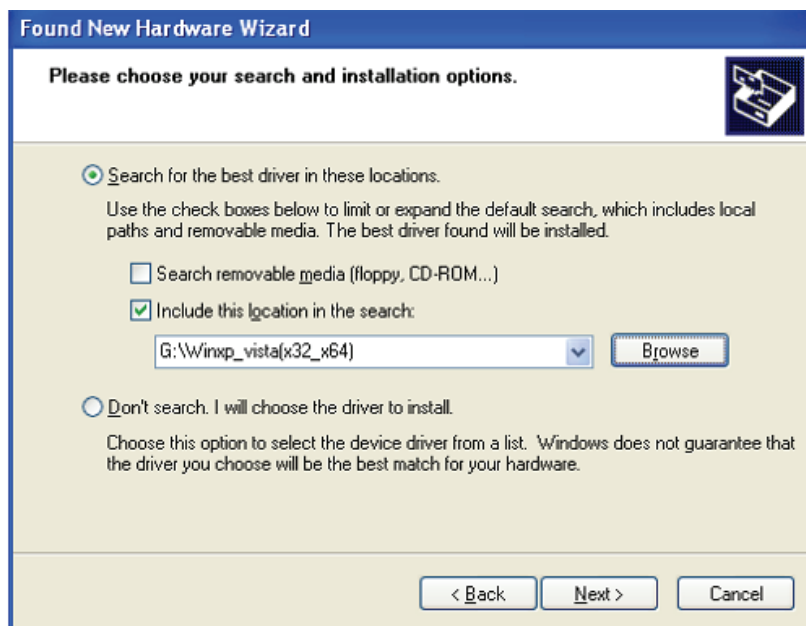 Found New Hardware Wizard
Please choose your search and installation options.
Search for the best driver in these locations.
Use the check boxes below to limit or expand the default search, which includes local
paths and removable media. The best driver found will be installed.
Search removable media (floppy, CD-ROM...)
Include this location in the search:
G:\Winxp_vista(x32_x64)
Browse
Don't search. I will choose the driver to install.
Choose this option to select the device driver from a list. Windows does not guarantee that
the driver you choose will be the best match for your hardware.
< Back
Next >
Cancel